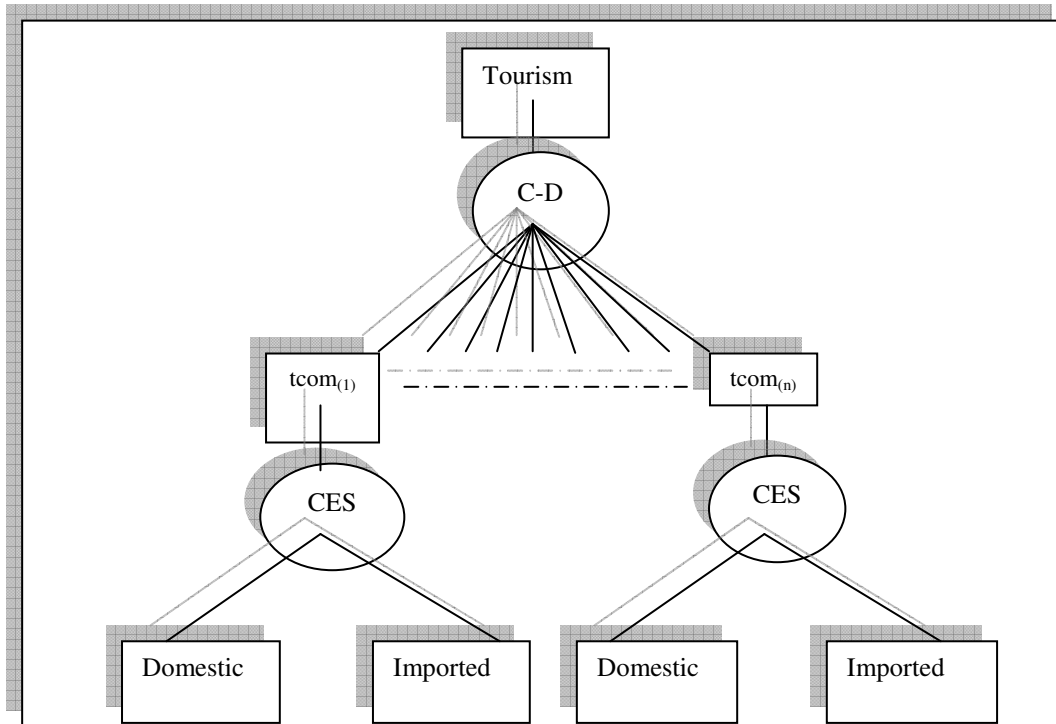 Tourism
C-D
tcom(1)
tcom(n)
CES
CES
Domestic
Imported
Domestic
Imported